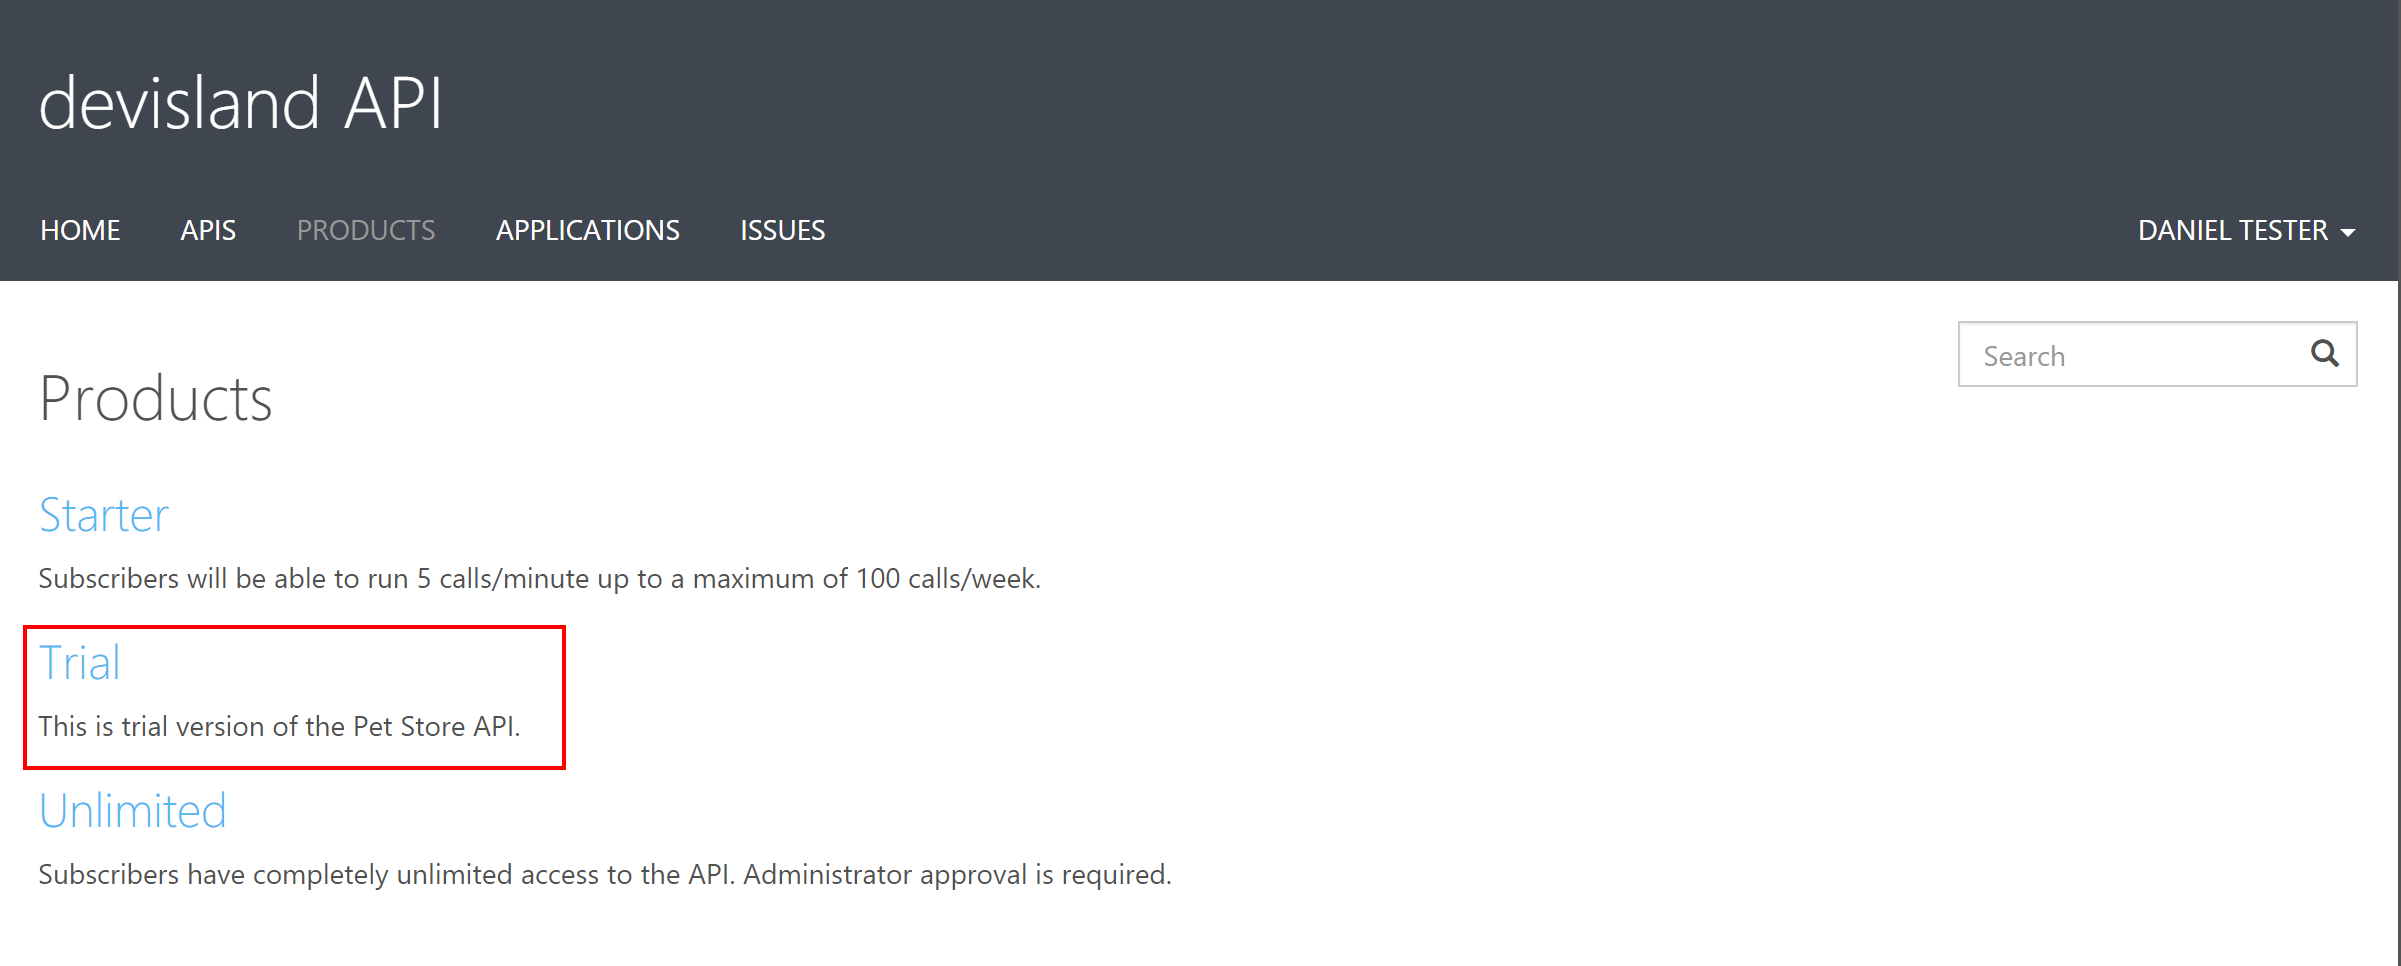 devisland API
HOME APIS PRODUCTS APPLICATIONS ISSUES DANIEL TESTER
Search
Products
Starter
Subscribers will be able to run 5 calls/minute up to a maximum of 100 calls/week.
Trial
This is trial version of the Pet Store API.
Unlimited
Subscribers have completely unlimited access to the API. Administrator approval is required.